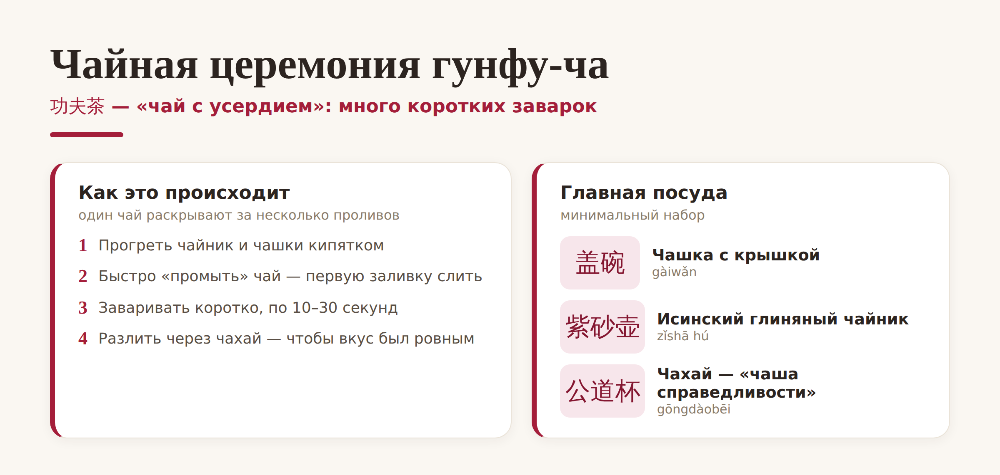 Чайная церемония гунфу-ча
功夫茶 — «чай с усердием»: много коротких заварок
Как это происходит
один чай раскрывают за несколько проливов
1 Прогреть чайник и чашки кипятком
2 Быстро «промыть» чай — первую заливку слить
3 Заваривать коротко, по 10–30 секунд
4 Разлить через чахай — чтобы вкус был ровным
Главная посуда
минимальный набор
盖碗
Чашка с крышкой
gàiwǎn
紫砂壶
Исинский глиняный чайник
zǐshā hú
公道杯
Чахай — «чаша
справедливости»
gōngdàobēi